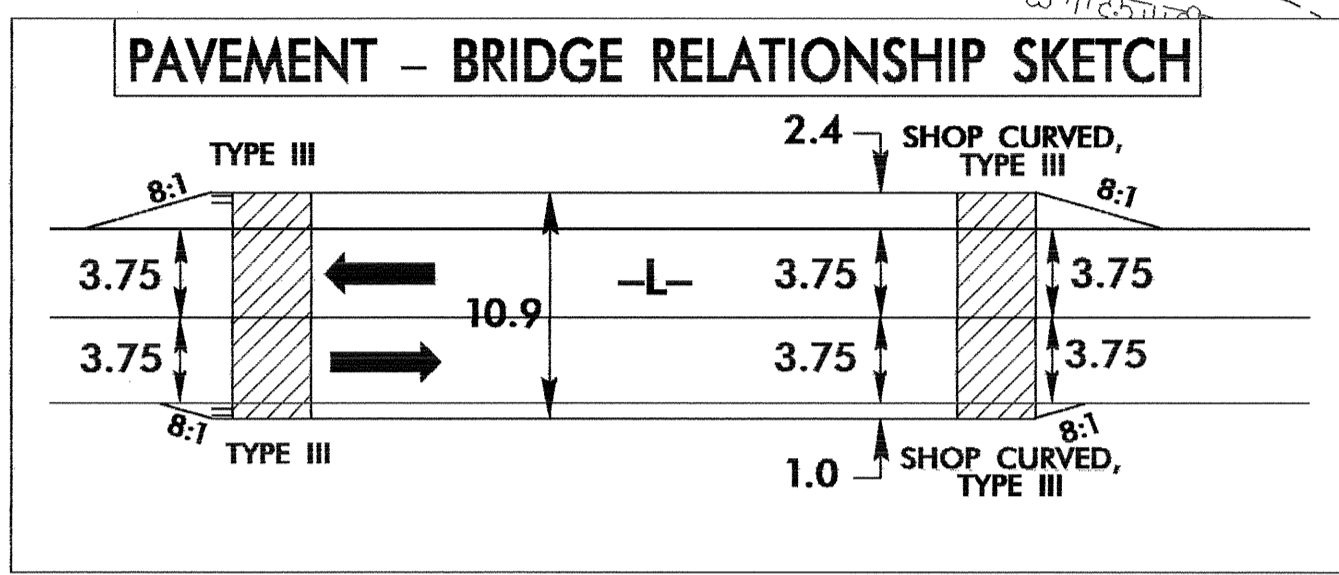 PAVEMENT – BRIDGE RELATIONSHIP SKETCH
2.4
SHOP CURVED,
TYPE III
TYPE III
8:1
8:1
3.75
–L–
3.75
3.75
10.9
3.75
3.75
3.75
8:1
8:1
TYPE III
1.0
SHOP CURVED,
TYPE III